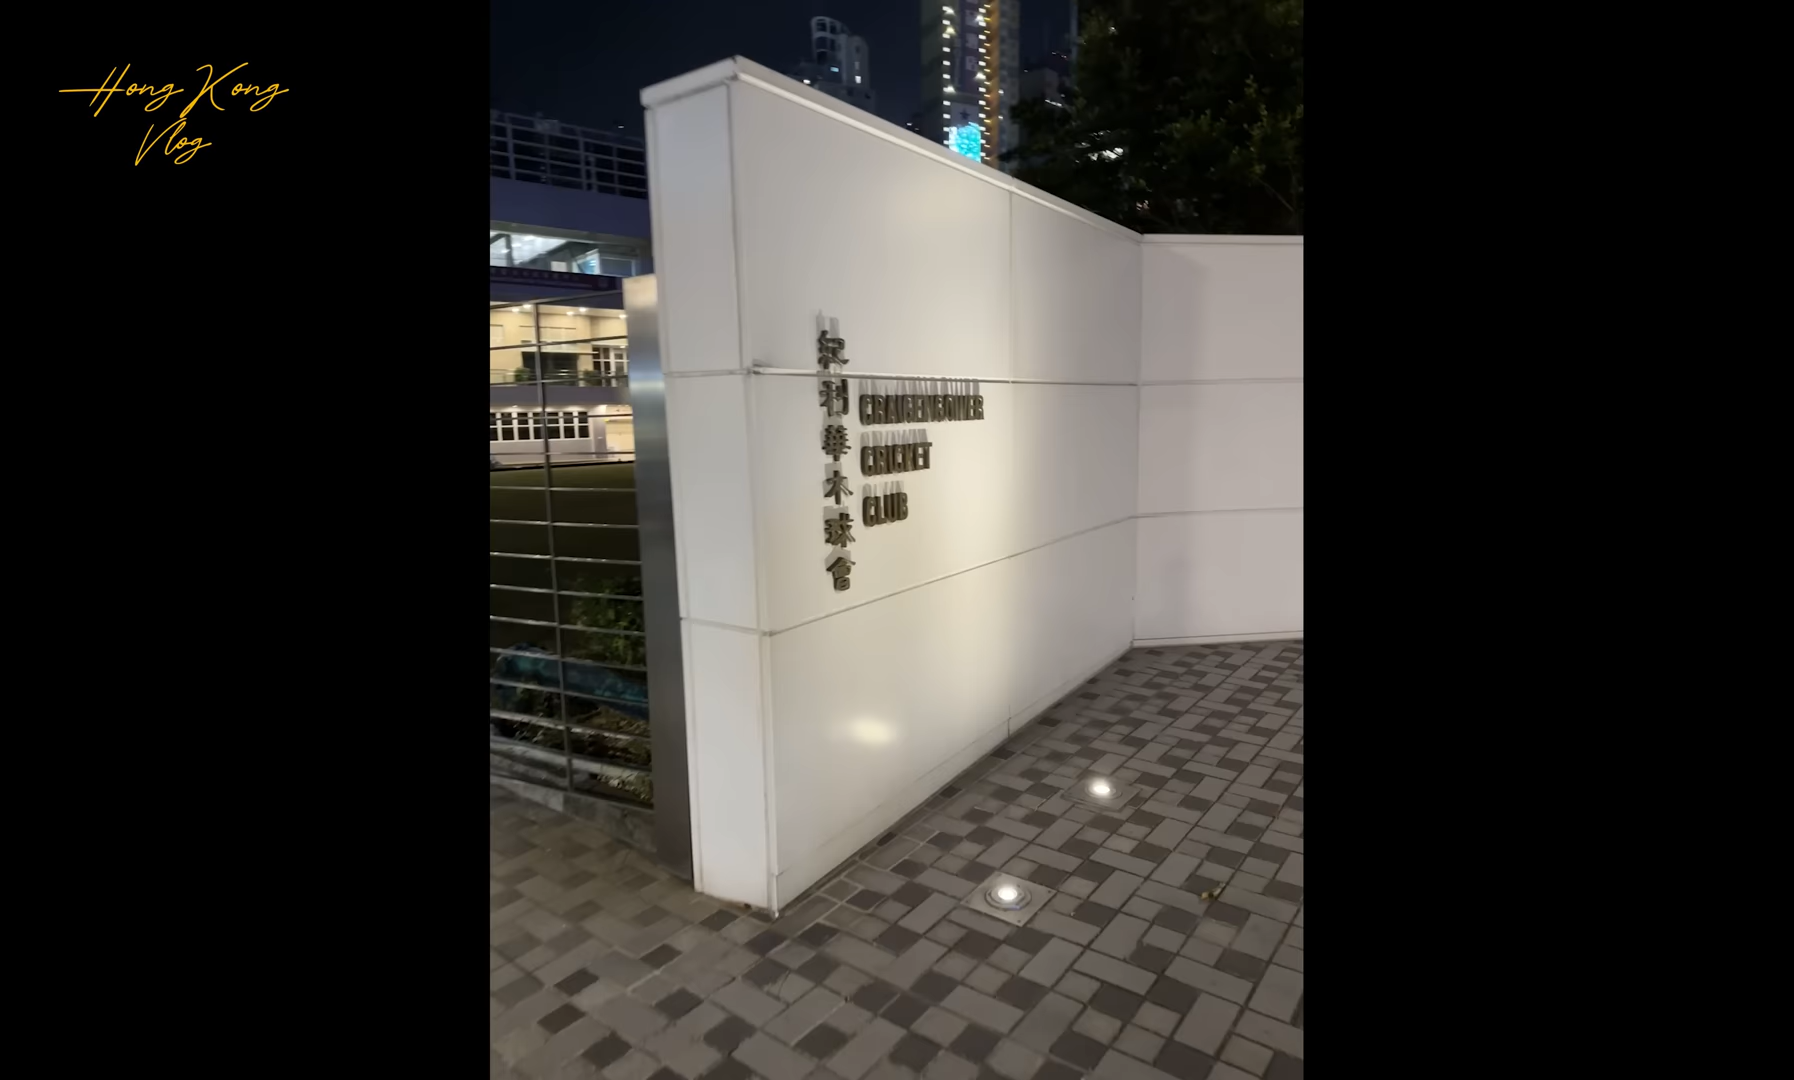 Hong Kong
Vlog
紀利華木球會
CRAIGENGOWER
CRICKET
CLUB